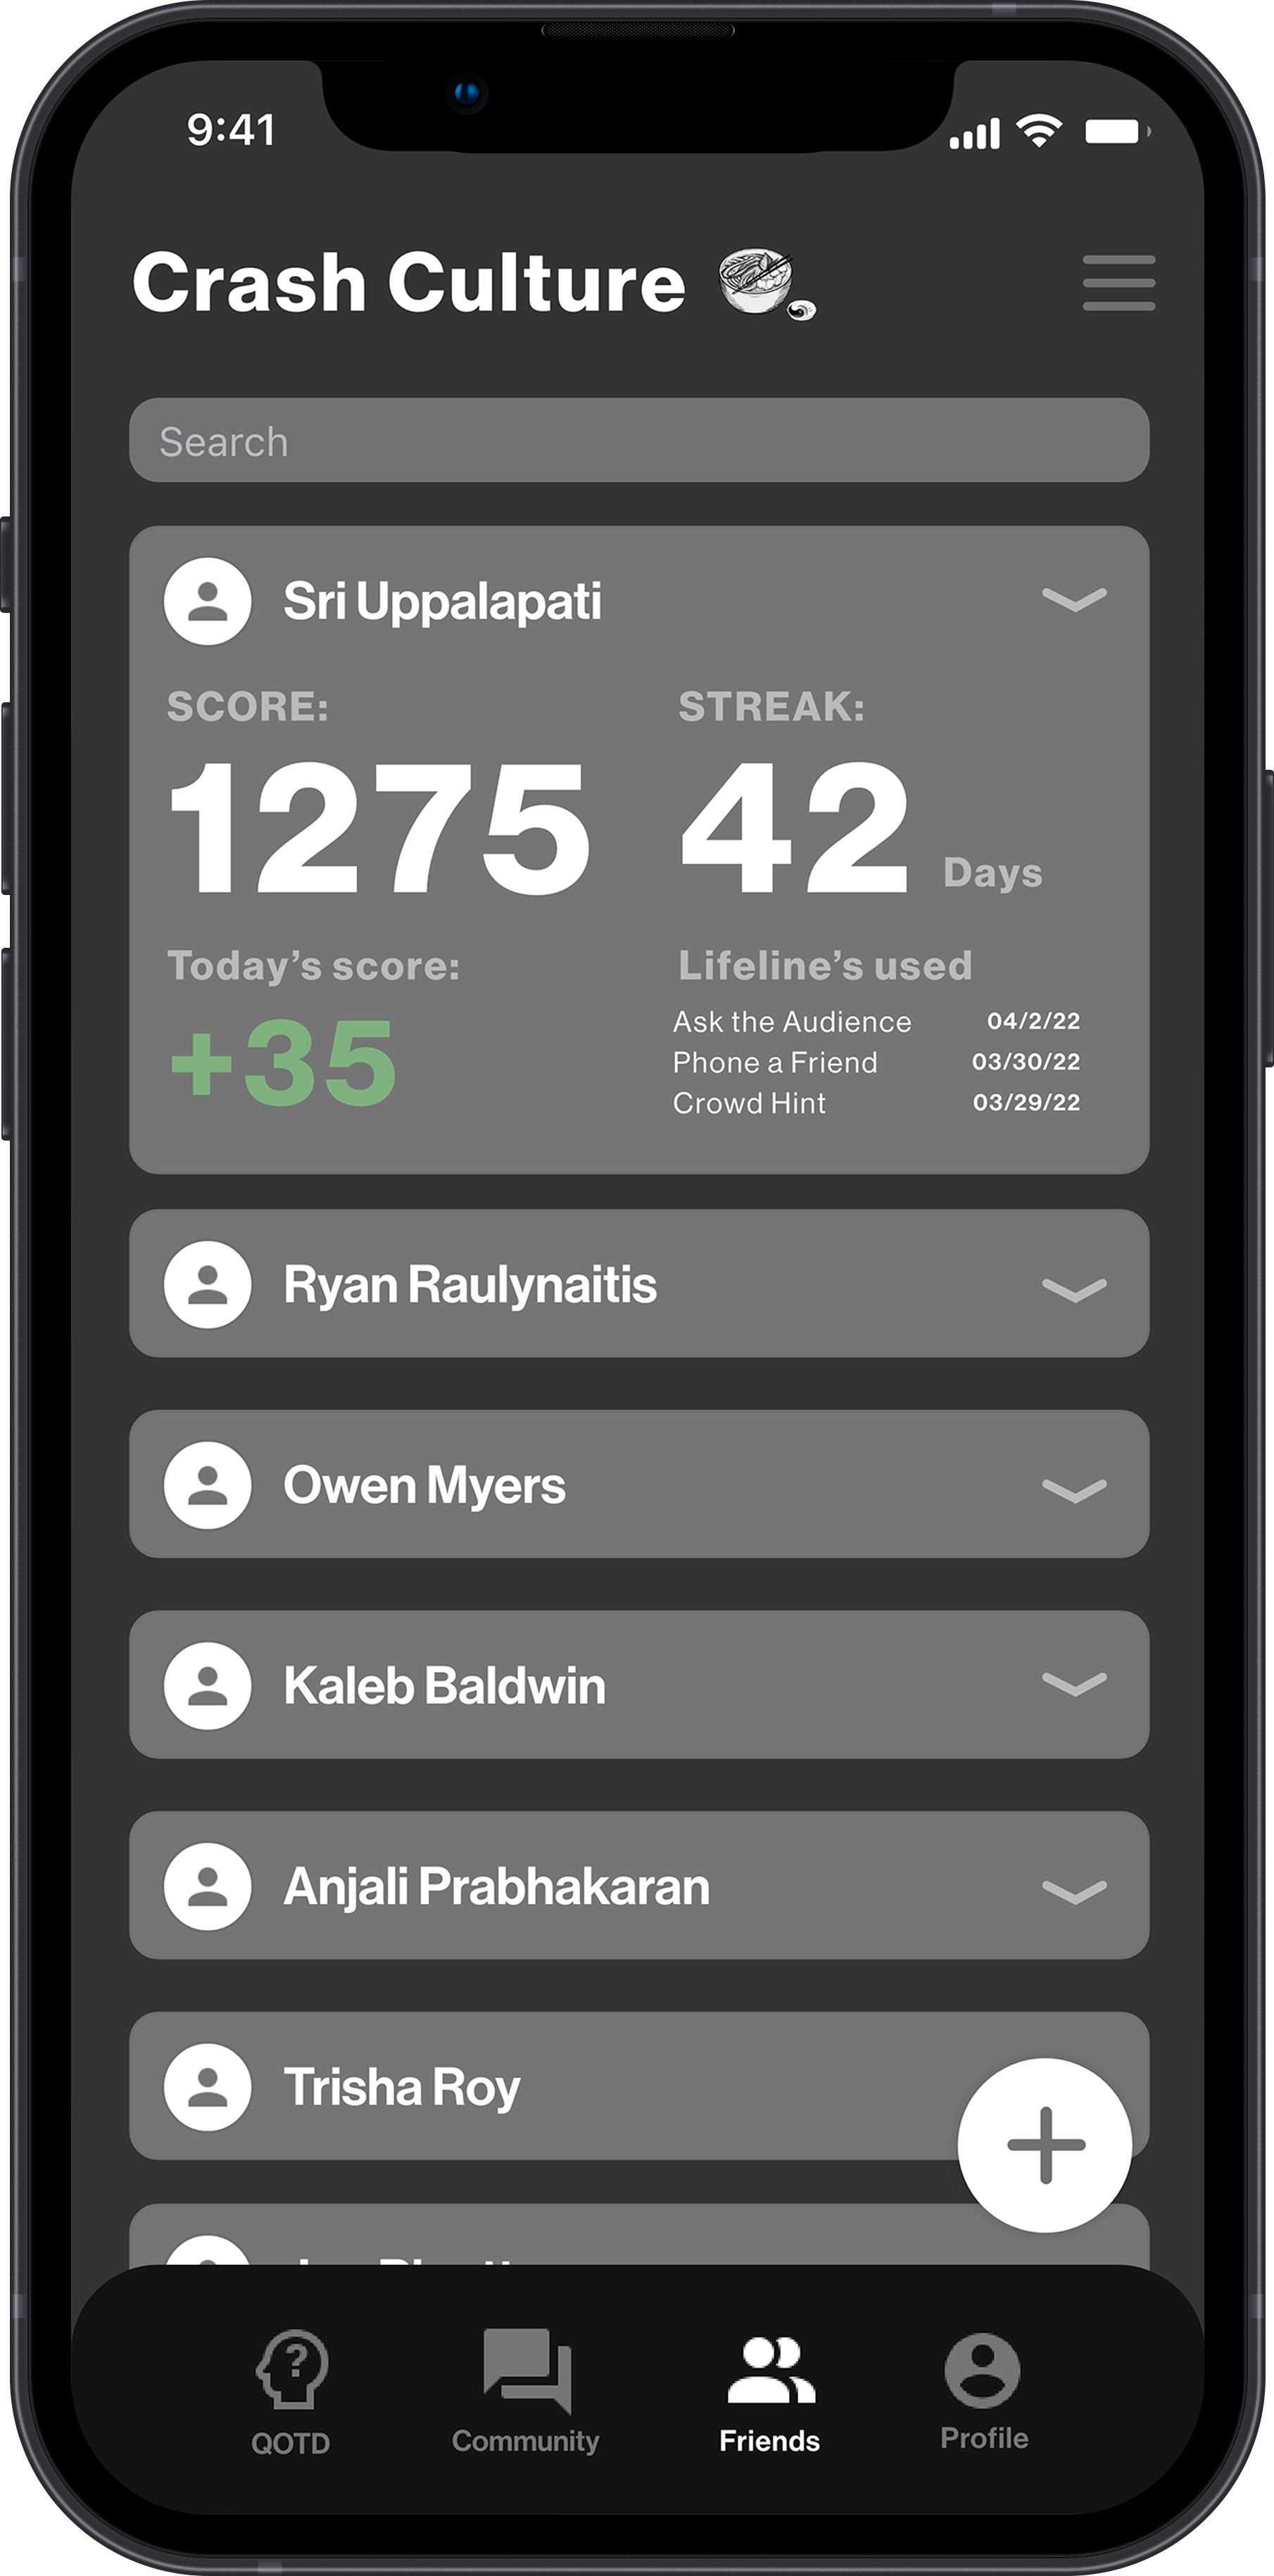 9:41
Crash Culture
Search
Sri Uppalapati
SCORE: STREAK:
1275 42 Days
Today’s score: Lifeline’s used
+35
Ask the Audience 04/2/22
Phone a Friend 03/30/22
Crowd Hint 03/29/22
Ryan Raulynaitis
Owen Myers
Kaleb Baldwin
Anjali Prabhakaran
Trisha Roy
?
QOTD Community Friends Profile